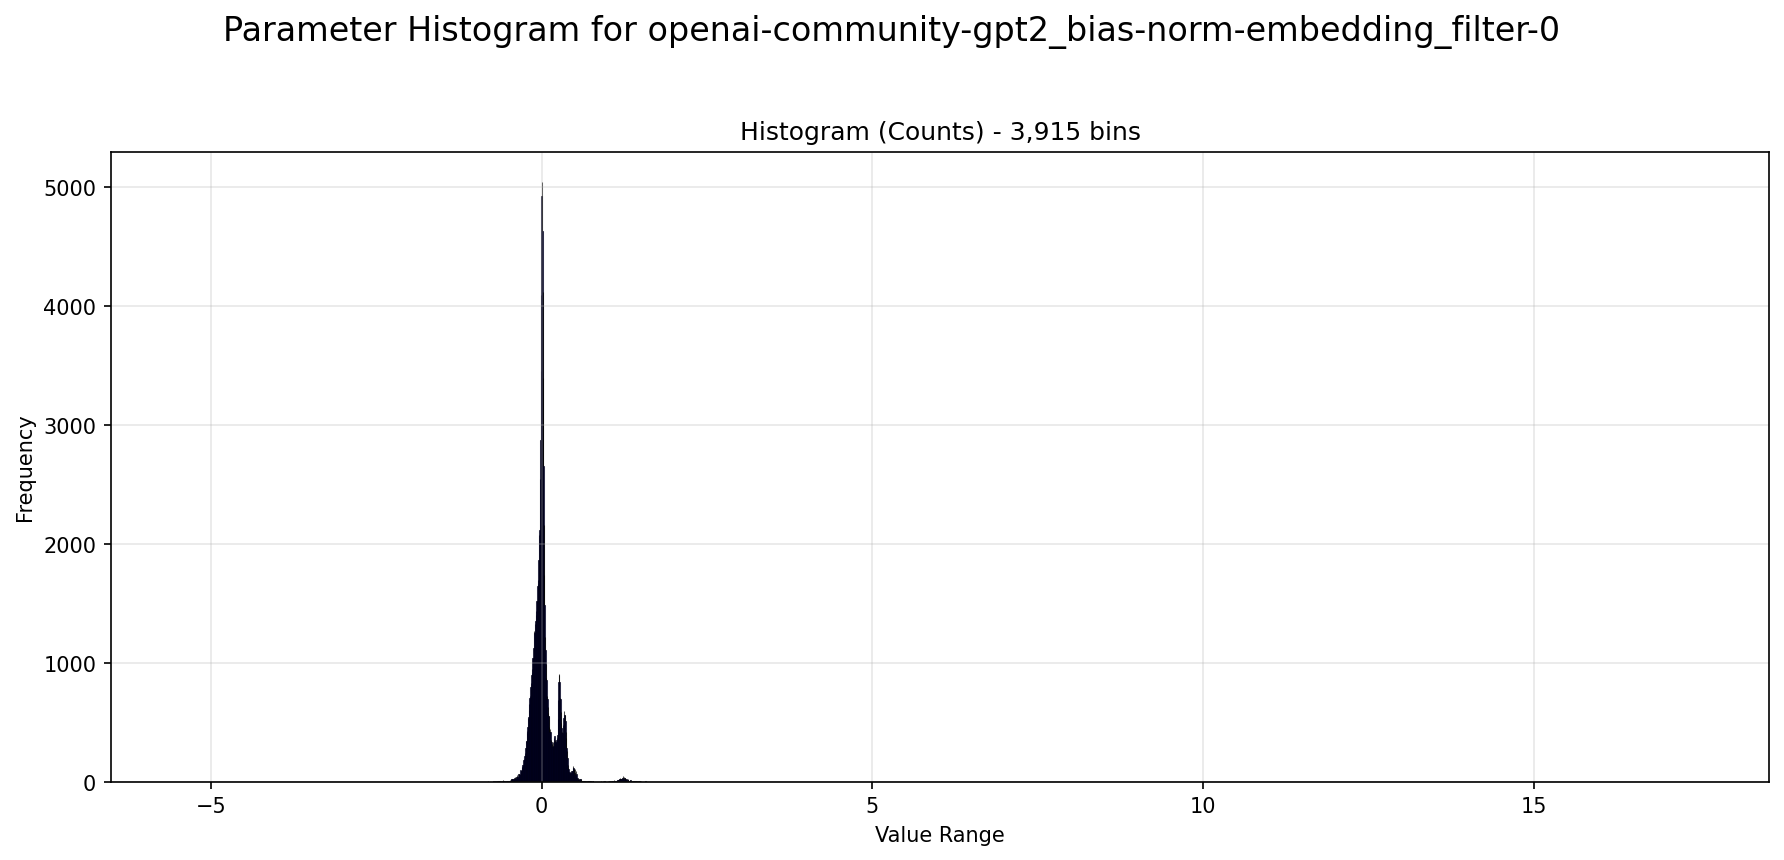 Parameter Histogram for openai-community-gpt2_bias-norm-embedding_filter-0
Histogram (Counts) - 3,915 bins
5000
4000
3000
2000
1000
0
Frequency
−5
0
5
10
15
Value Range